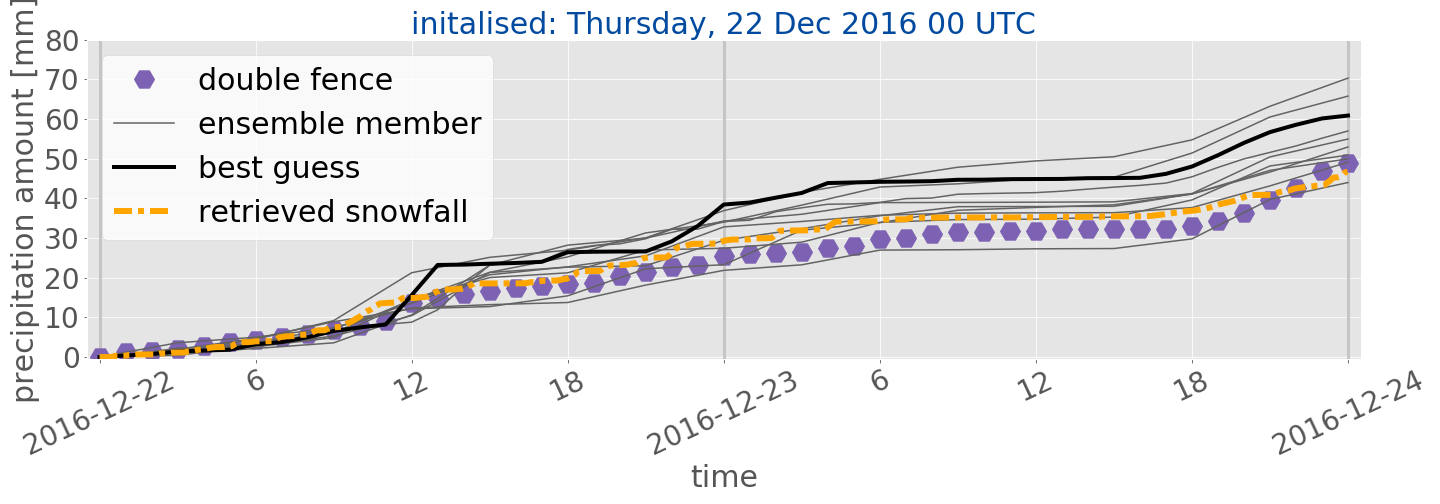 initalised: Thursday, 22 Dec 2016 00 UTC
precipitation amount [mm]
80
70
60
50
40
30
20
10
0
double fence
ensemble member
best guess
retrieved snowfall
2016-12-22
6
12
18
2016-12-23
6
12
18
2016-12-24
time